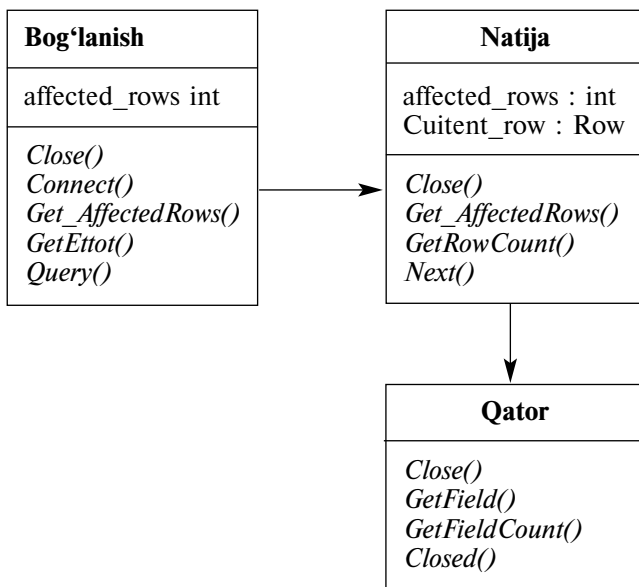 Bog‘lanish
affected_rows int
Close()
Connect()
Get_AffectedRows()
GetEttot()
Query()
Natija
affected_rows : int
Cuitent_row : Row
Close()
Get_AffectedRows()
GetRowCount()
Next()
Qator
Close()
GetField()
GetFieldCount()
Closed()